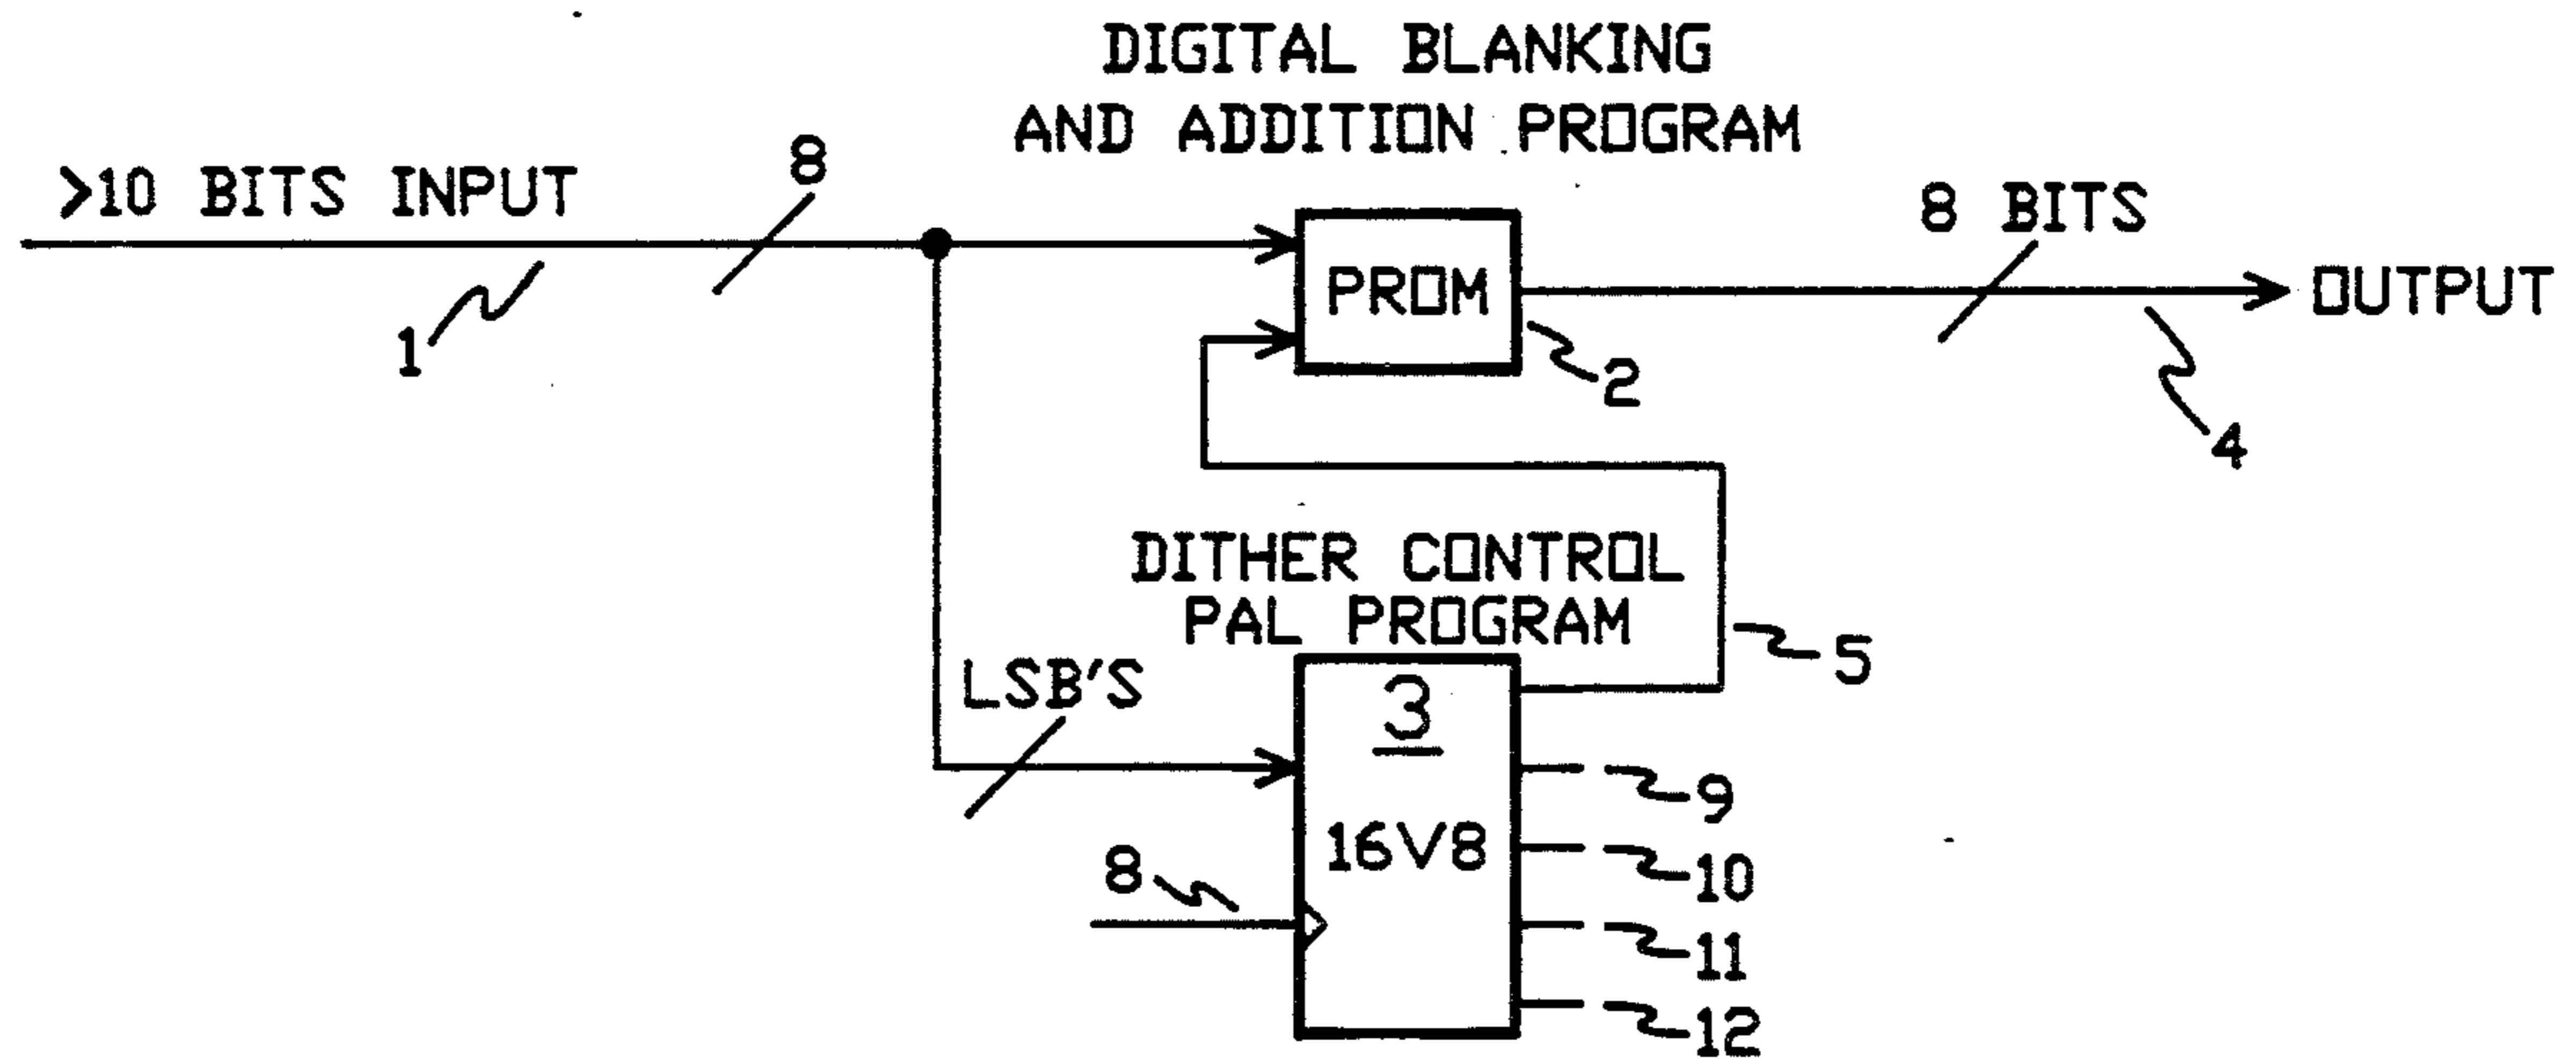 DIGITAL BLANKING
AND ADDITION PROGRAM
>10 BITS INPUT
8
8 BITS
PROM
OUTPUT
1
2
4
DITHER CONTROL
PAL PROGRAM
5
LSB'S
3
9
16V8
8
10
11
12